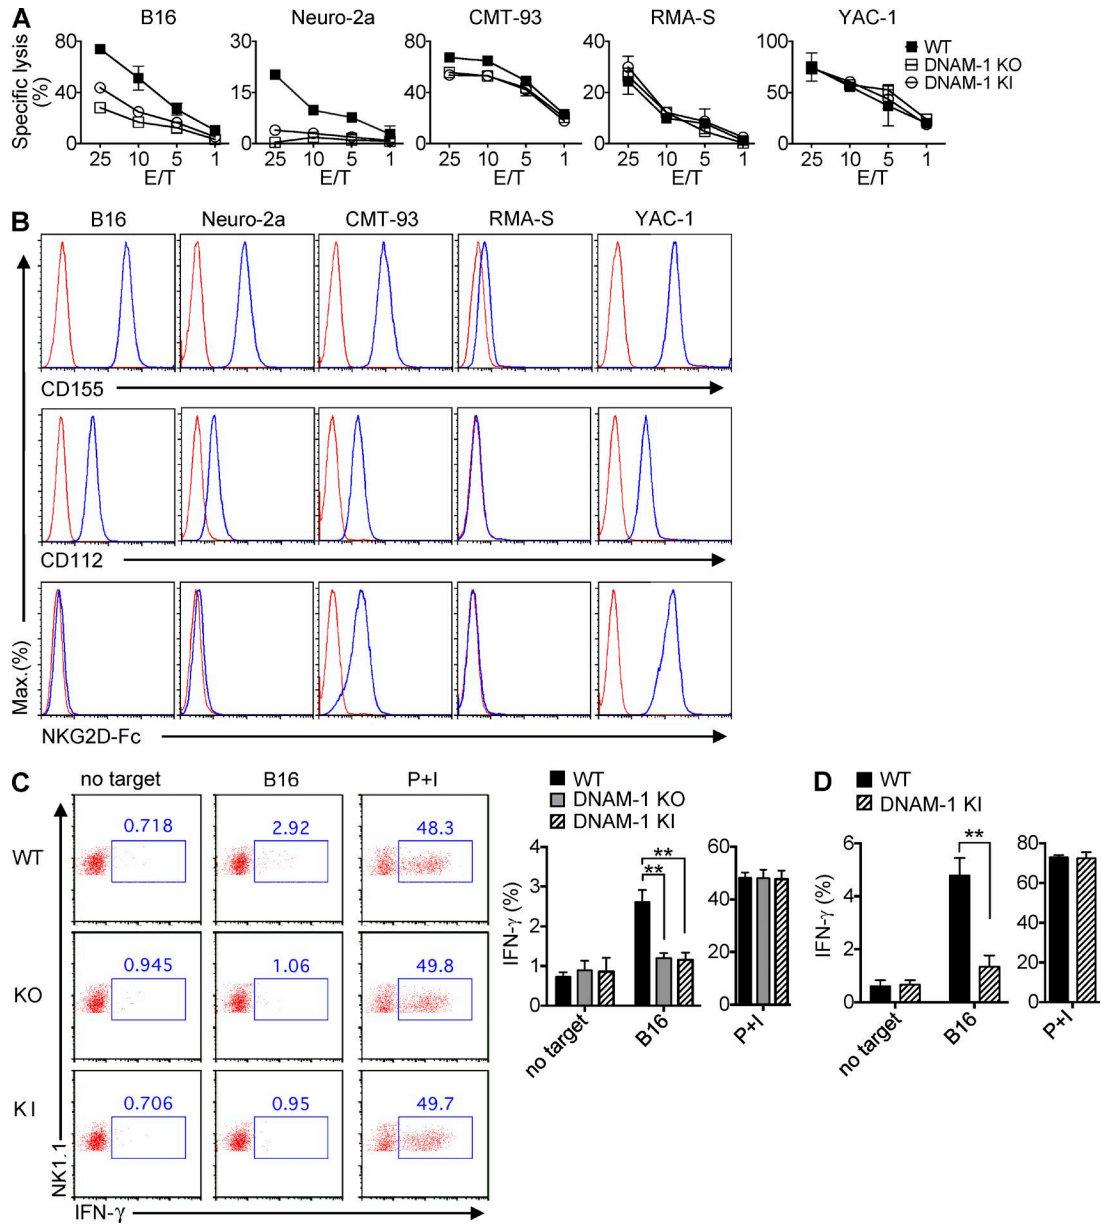 A
B16 Neuro-2a CMT-93 RMA-S YAC-1
Specific lysis
(%)
80
40
0
25 10 5 1
E/T
30
15
0
25 10 5 1
E/T
80
40
0
25 10 5 1
E/T
40
20
0
25 10 5 1
E/T
100
50
0
25 10 5 1
E/T
WT
DNAM-1 KO
DNAM-1 KI
B
B16 Neuro-2a CMT-93 RMA-S YAC-1
CD155
CD112
Max.(%)
NKG2D-Fc
C
no target B16 P+I
WT
0.718 2.92 48.3
KO
0.945 1.06 49.8
KI
0.706 0.95 49.7
NK1.1
IFN-γ
WT
DNAM-1 KO
DNAM-1 KI
IFN-γ (%)
4
3
2
1
0
**
**
no target B16
60
40
20
0
P+I
D
WT
DNAM-1 KI
IFN-γ (%)
6
4
2
0
**
no target B16
80
60
40
20
0
P+I